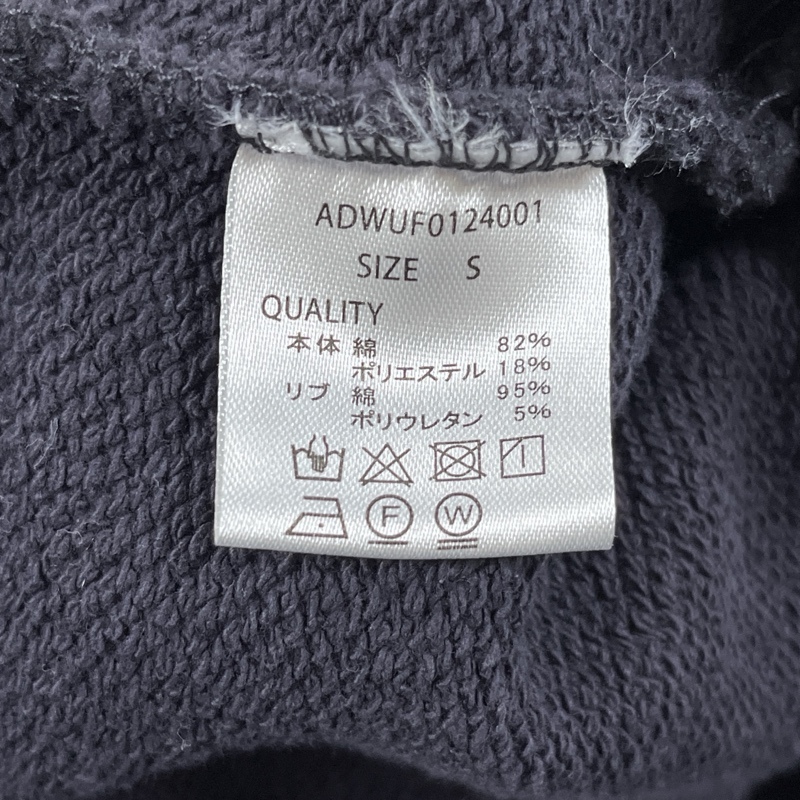 ADWUF0124001
SIZE S
QUALITY
本体 綿 82%
ポリエステル 18%
リブ 綿 95%
ポリウレタン 5%
F W